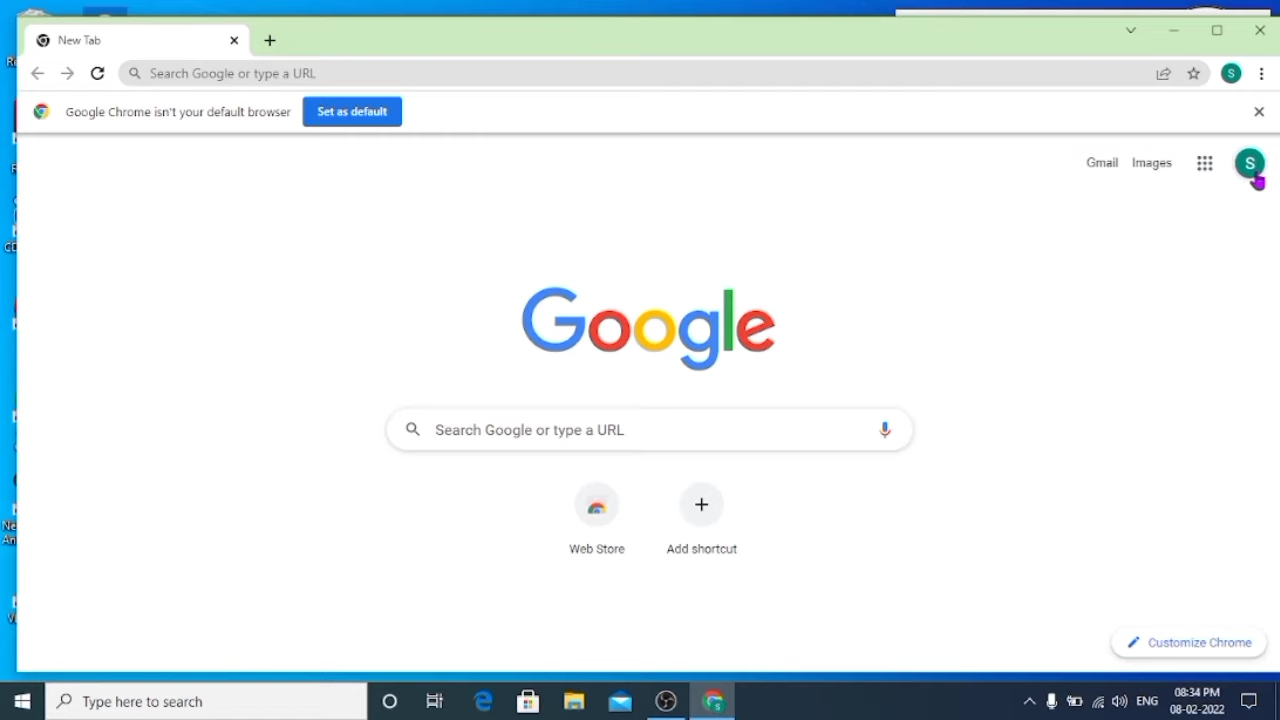 New Tab
Search Google or type a URL
S
Google Chrome isn't your default browser
Set as default
Gmail
Images
S
Google
Search Google or type a URL
Web Store
Add shortcut
Customize Chrome
Type here to search
ENG
08:34 PM
08-02-2022